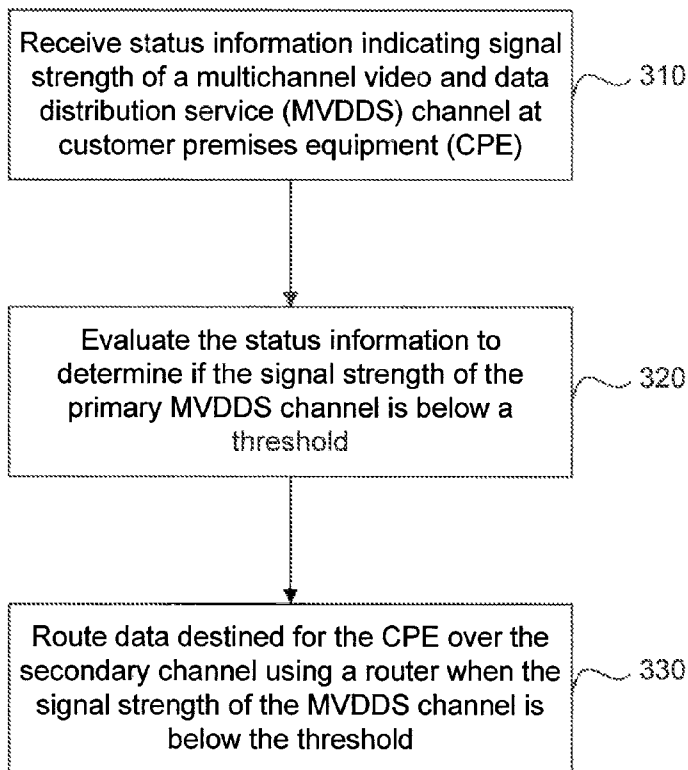 Receive status information indicating signal
strength of a multichannel video and data
distribution service (MVDDS) channel at
customer premises equipment (CPE)
310
Evaluate the status information to
determine if the signal strength of the
primary MVDDS channel is below a
threshold
320
Route data destined for the CPE over the
secondary channel using a router when the
signal strength of the MVDDS channel is
below the threshold
330